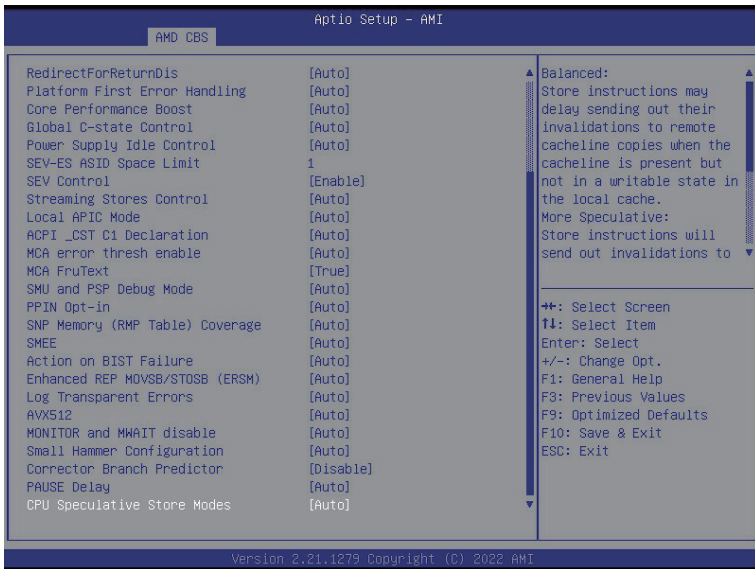 Aptio Setup – AMI
AMD CBS
RedirectForReturnDis [Auto]
Platform First Error Handling [Auto]
Core Performance Boost [Auto]
Global C-state Control [Auto]
Power Supply Idle Control [Auto]
SEV-ES ASID Space Limit 1
SEV Control [Enable]
Streaming Stores Control [Auto]
Local APIC Mode [Auto]
ACPI _CST C1 Declaration [Auto]
MCA error thresh enable [Auto]
MCA FruText [True]
SMU and PSP Debug Mode [Auto]
PPIN Opt-in [Auto]
SNP Memory (RMP Table) Coverage [Auto]
SMEE [Auto]
Action on BIST Failure [Auto]
Enhanced REP MOVSB/STOSB (ERSM) [Auto]
Log Transparent Errors [Auto]
AVX512 [Auto]
MONITOR and MWAIT disable [Auto]
Small Hammer Configuration [Auto]
Corrector Branch Predictor [Disable]
PAUSE Delay [Auto]
CPU Speculative Store Modes [Auto]
Balanced:
Store instructions may
delay sending out their
invalidations to remote
cacheline copies when the
cacheline is present but
not in a writable state in
the local cache.
More Speculative:
Store instructions will
send out invalidations to
→←: Select Screen
↑↓: Select Item
Enter: Select
+/-: Change Opt.
F1: General Help
F3: Previous Values
F9: Optimized Defaults
F10: Save & Exit
ESC: Exit
Version 2.21.1279 Copyright (C) 2022 AMI